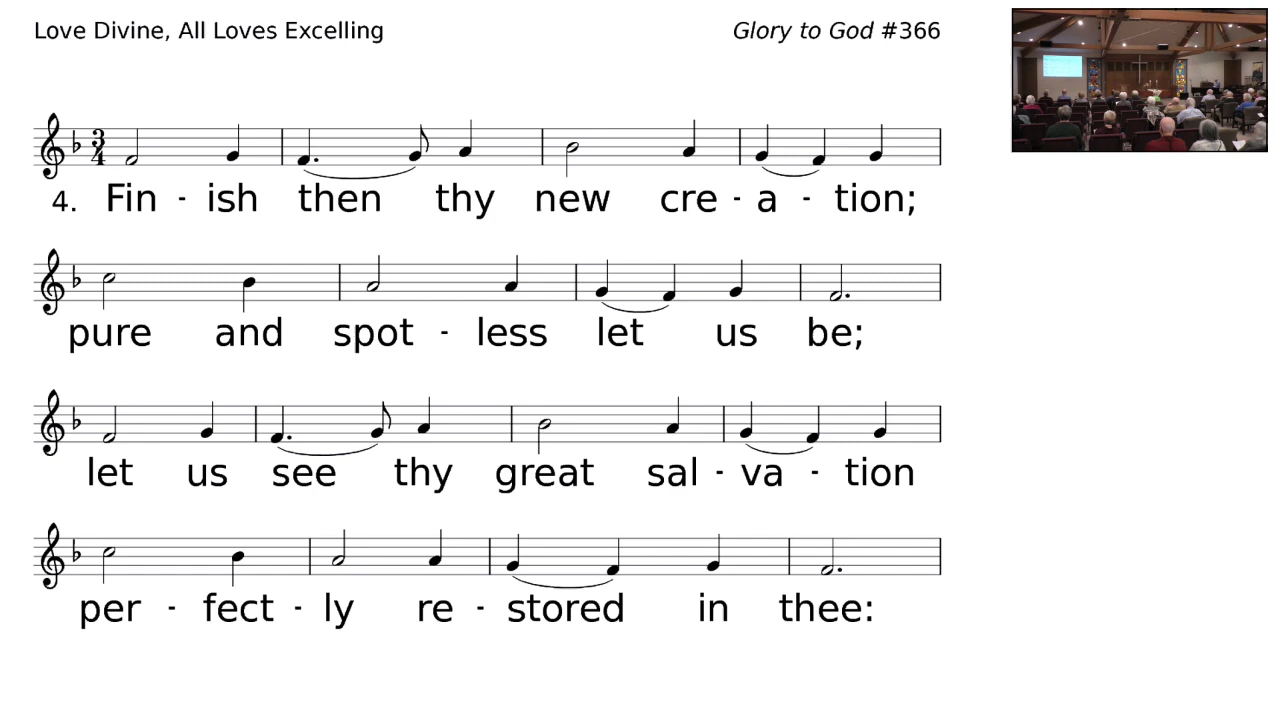 Love Divine, All Loves Excelling
Glory to God #366
4. Fin - ish then thy new cre - a - tion;
pure and spot - less let us be;
let us see thy great sal - va - tion
per - fect - ly re - stored in thee: